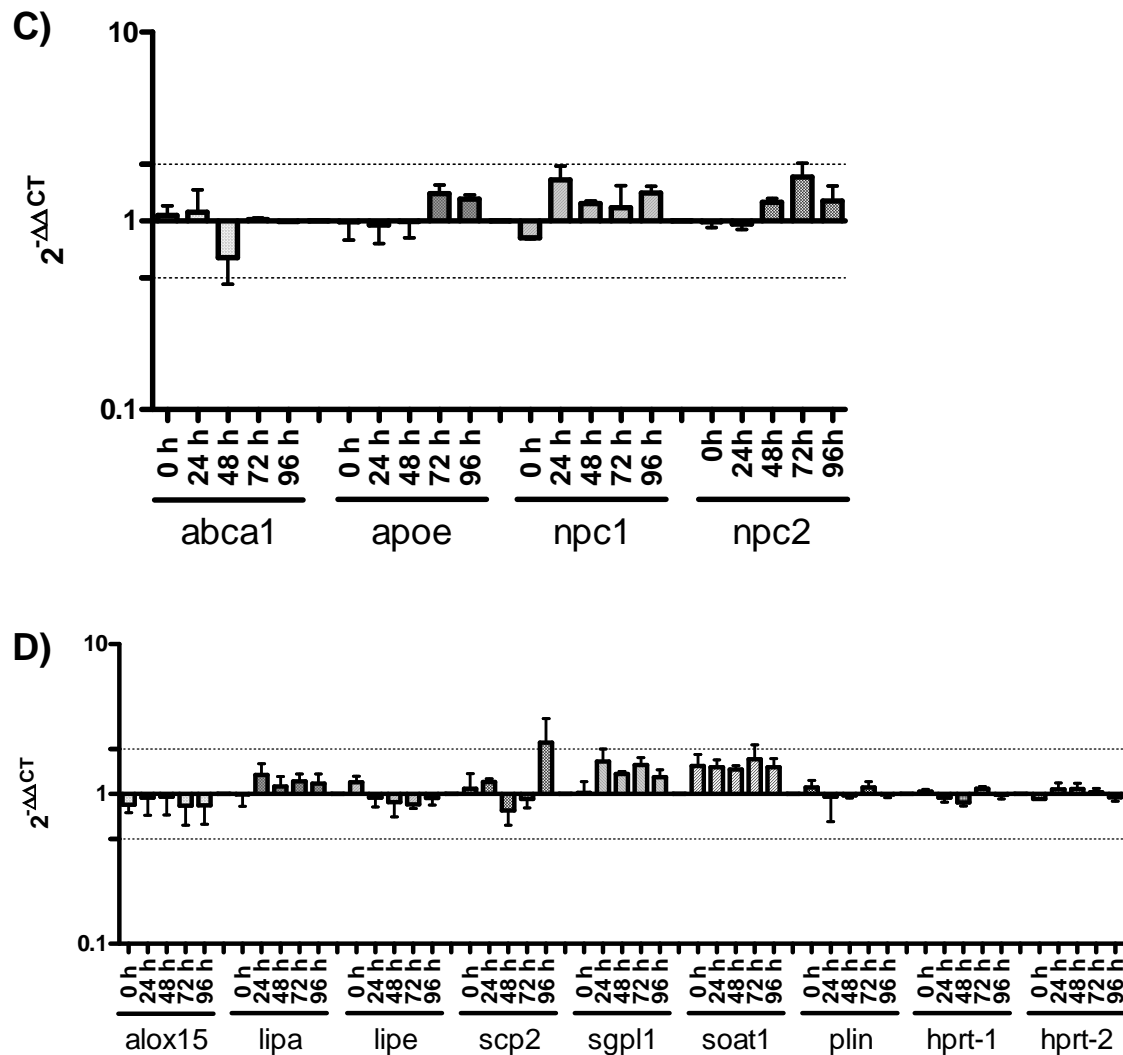 C)
10
2-ΔΔCT
1
0.1
0 h 24 h 48 h 72 h 96 h 0 h 24 h 48 h 72 h 96 h 0 h 24 h 48 h 72 h 96 h 0h 24h 48h 72h 96h
abca1 apoe npc1 npc2
D)
10
2-ΔΔCT
1
0.1
0 h 24 h 48 h 72 h 96 h 0 h 24 h 48 h 72 h 96 h 0 h 24 h 48 h 72 h 96 h 0 h 24 h 48 h 72 h 96 h 0 h 24 h 48 h 72 h 96 h 0 h 24 h 48 h 72 h 96 h 0 h 24 h 48 h 72 h 96 h 0 h 24 h 48 h 72 h 96 h 0 h 24 h 48 h 72 h 96 h
alox15 lipa lipe scp2 sgpl1 soat1 plin hprt-1 hprt-2